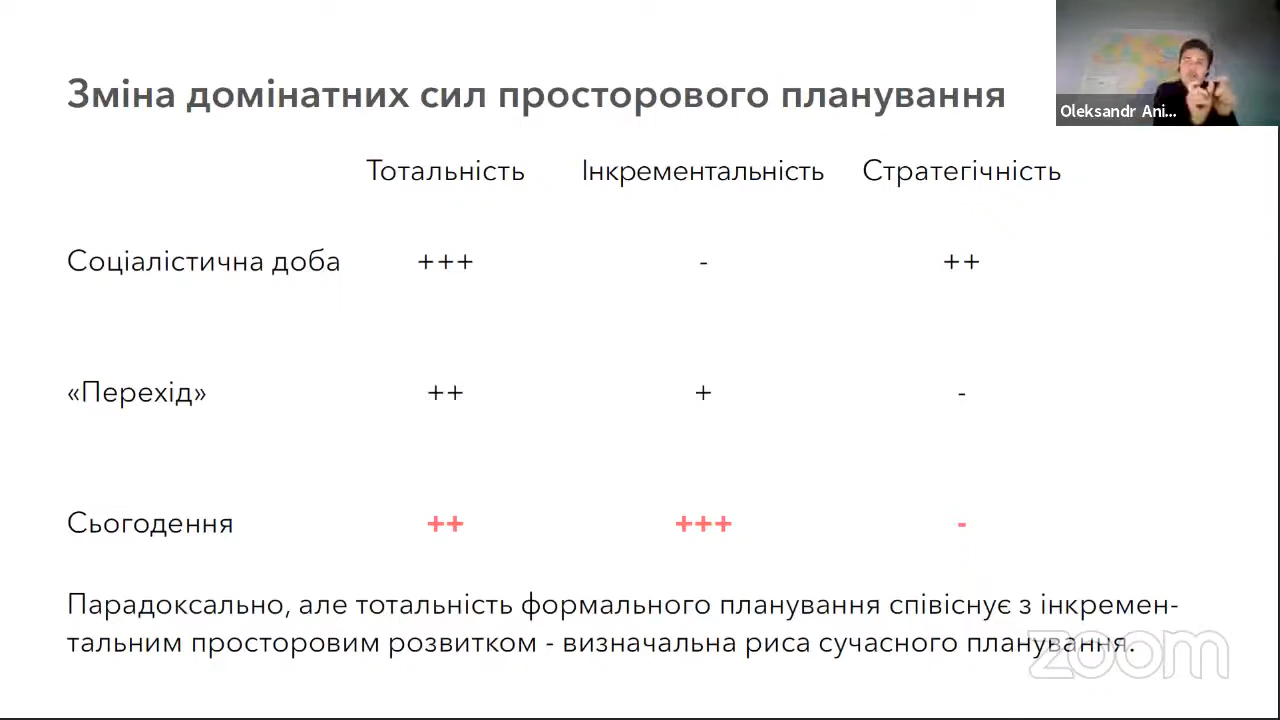 Зміна домінатних сил просторового планування
Oleksandr Ani...
Тотальність Інкрементальність Стратегічність
Соціалістична доба +++ - ++
«Перехід» ++ + -
Сьогодення ++ +++ -
Парадоксально, але тотальність формального планування співіснує з інкремен-
тальним просторовим розвитком - визначальна риса сучасного планування.
zoom